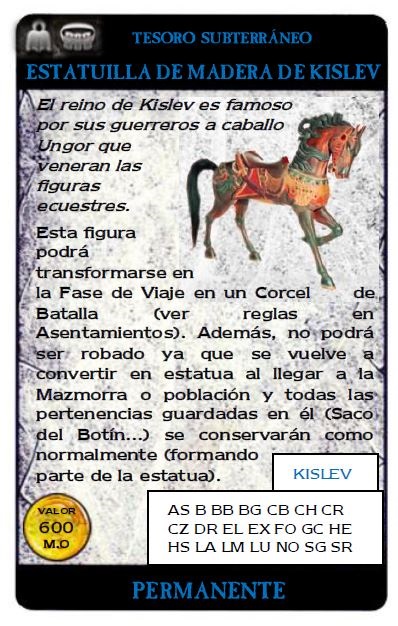 TESORO SUBTERRÁNEO
ESTATUILLA DE MADERA DE KISLEV
El reino de Kislev es famoso
por sus guerreros a caballo
Ungor que
veneran las
figuras
ecuestres.
Esta figura
podrá
transformarse en
la Fase de Viaje en un Corcel de
Batalla (ver reglas en
Asentamientos). Además, no podrá
ser robado ya que se vuelve a
convertir en estatua al llegar a la
Mazmorra o población y todas las
pertenencias guardadas en él (Saco
del Botín...) se conservarán como
normalmente (formando
parte de la estatua).
KISLEV
VALOR
600
M.O
AS B BB BG CB CH CR
CZ DR EL EX FO GC HE
HS LA LM LU NO SG SR
PERMANENTE